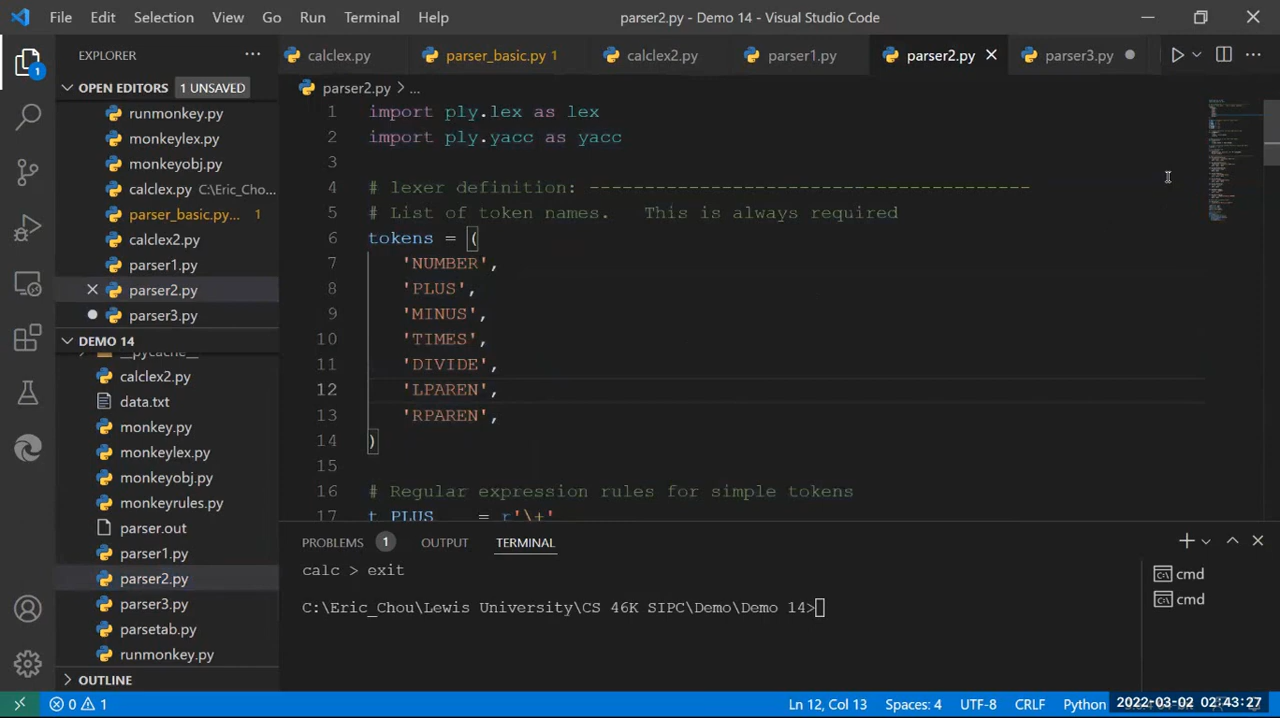 File Edit Selection View Go Run Terminal Help parser2.py - Demo 14 - Visual Studio Code
EXPLORER
calclex.py parser_basic.py 1 calclex2.py parser1.py parser2.py parser3.py
1
OPEN EDITORS 1 UNSAVED
runmonkey.py
monkeylex.py
monkeyobj.py
calclex.py C:\Eric_Cho...
parser_basic.py... 1
calclex2.py
parser1.py
parser2.py
parser3.py
DEMO 14
__pycache__
calclex2.py
data.txt
monkey.py
monkeylex.py
monkeyobj.py
monkeyrules.py
parser.out
parser1.py
parser2.py
parser3.py
parsetab.py
runmonkey.py
OUTLINE
parser2.py > ...
1 import ply.lex as lex
2 import ply.yacc as yacc
3
4 # lexer definition: ----------------------------------------
5 # List of token names. This is always required
6 tokens = (
7 'NUMBER',
8 'PLUS',
9 'MINUS',
10 'TIMES',
11 'DIVIDE',
12 'LPAREN',
13 'RPAREN',
14 )
15
16 # Regular expression rules for simple tokens
17 t_PLUS = r'\+'
PROBLEMS 1 OUTPUT TERMINAL
calc > exit
C:\Eric_Chou\Lewis University\CS 46K SIPC\Demo\Demo 14>
cmd
cmd
0 1 Ln 12, Col 13 Spaces: 4 UTF-8 CRLF Python 2022-03-02 02:43:27